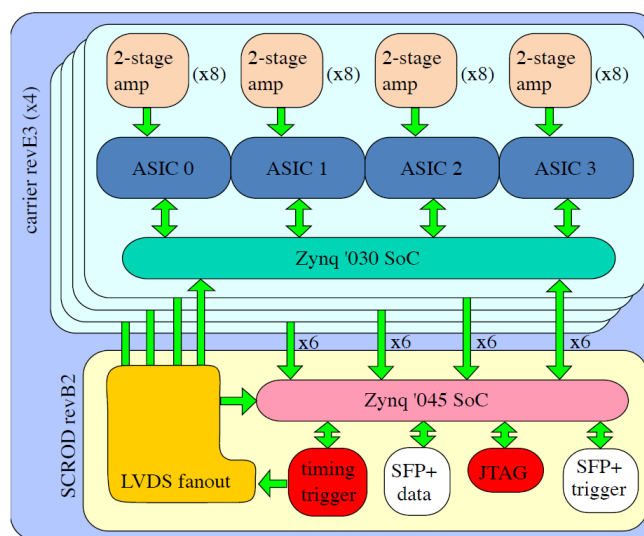 carrier revE3 (x4)
2-stage
amp
(x8)
2-stage
amp
(x8)
2-stage
amp
(x8)
2-stage
amp
(x8)
ASIC 0
ASIC 1
ASIC 2
ASIC 3
Zynq '030 SoC
x6
x6
x6
x6
SCROD revB2
Zynq '045 SoC
LVDS fanout
timing
trigger
SFP+
data
JTAG
SFP+
trigger